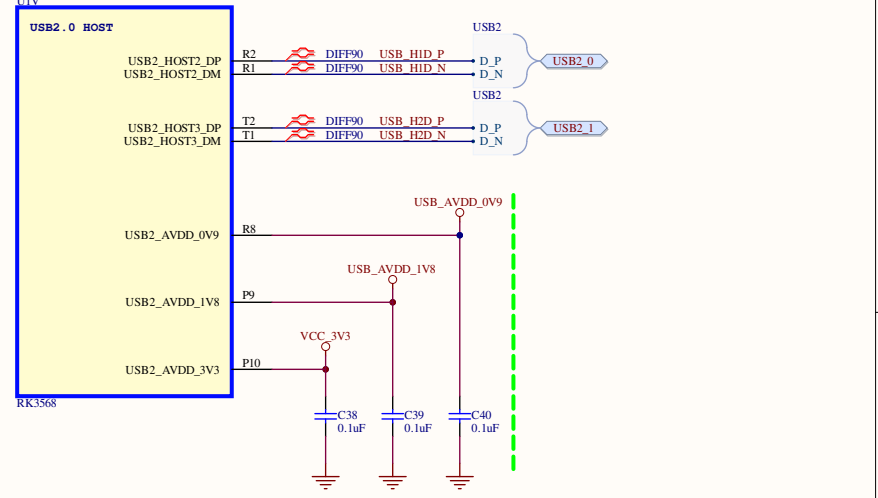 U1V
USB2.0 HOST
USB2
USB2_HOST2_DP R2 DIFF90 USB_H1D_P D_P USB2_0
USB2_HOST2_DM R1 DIFF90 USB_H1D_N D_N
USB2
USB2_HOST3_DP T2 DIFF90 USB_H2D_P D_P USB2_1
USB2_HOST3_DM T1 DIFF90 USB_H2D_N D_N
USB_AVDD_0V9
USB2_AVDD_0V9 R8
USB_AVDD_1V8
USB2_AVDD_1V8 P9
VCC_3V3
USB2_AVDD_3V3 P10
RK3568
C38 C39 C40
0.1uF 0.1uF 0.1uF